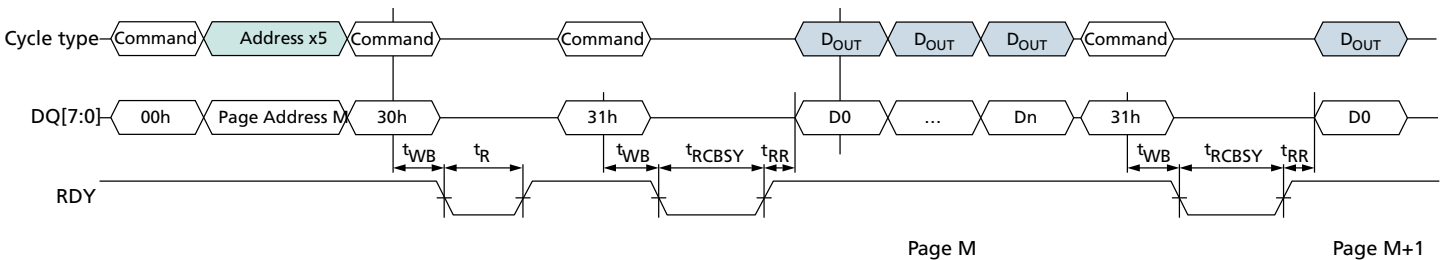 Cycle type Command Address x5 Command Command DOUT DOUT DOUT Command DOUT
DQ[7:0] 00h Page Address M 30h 31h D0 … Dn 31h D0
tWB tR tWB tRCBSY tRR tWB tRCBSY tRR
RDY
Page M Page M+1